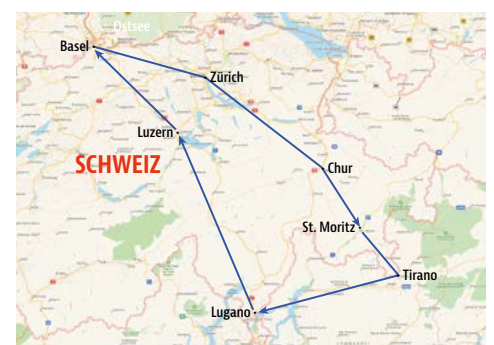 Ostsee
Basel
Zürich
Luzern
SCHWEIZ
Chur
St. Moritz
Tirano
Lugano